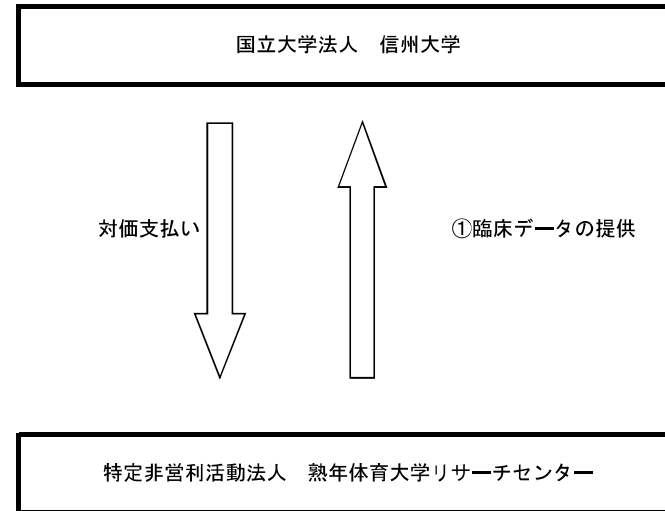 国立大学法人　信州大学
対価支払い
①臨床データの提供
特定非営利活動法人　熟年体育大学リサーチセンター